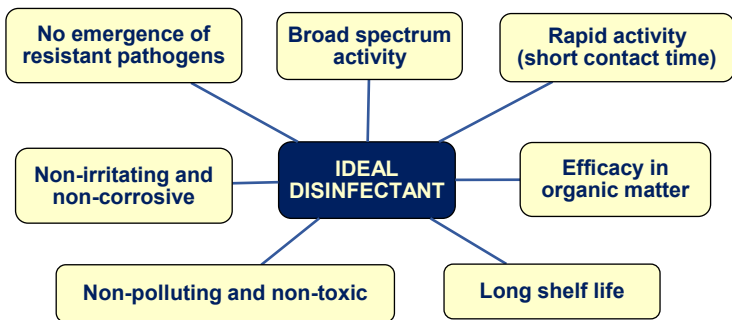 No emergence of
resistant pathogens
Broad spectrum
activity
Rapid activity
(short contact time)
Non-irritating and
non-corrosive
IDEAL
DISINFECTANT
Efficacy in
organic matter
Non-polluting and non-toxic
Long shelf life